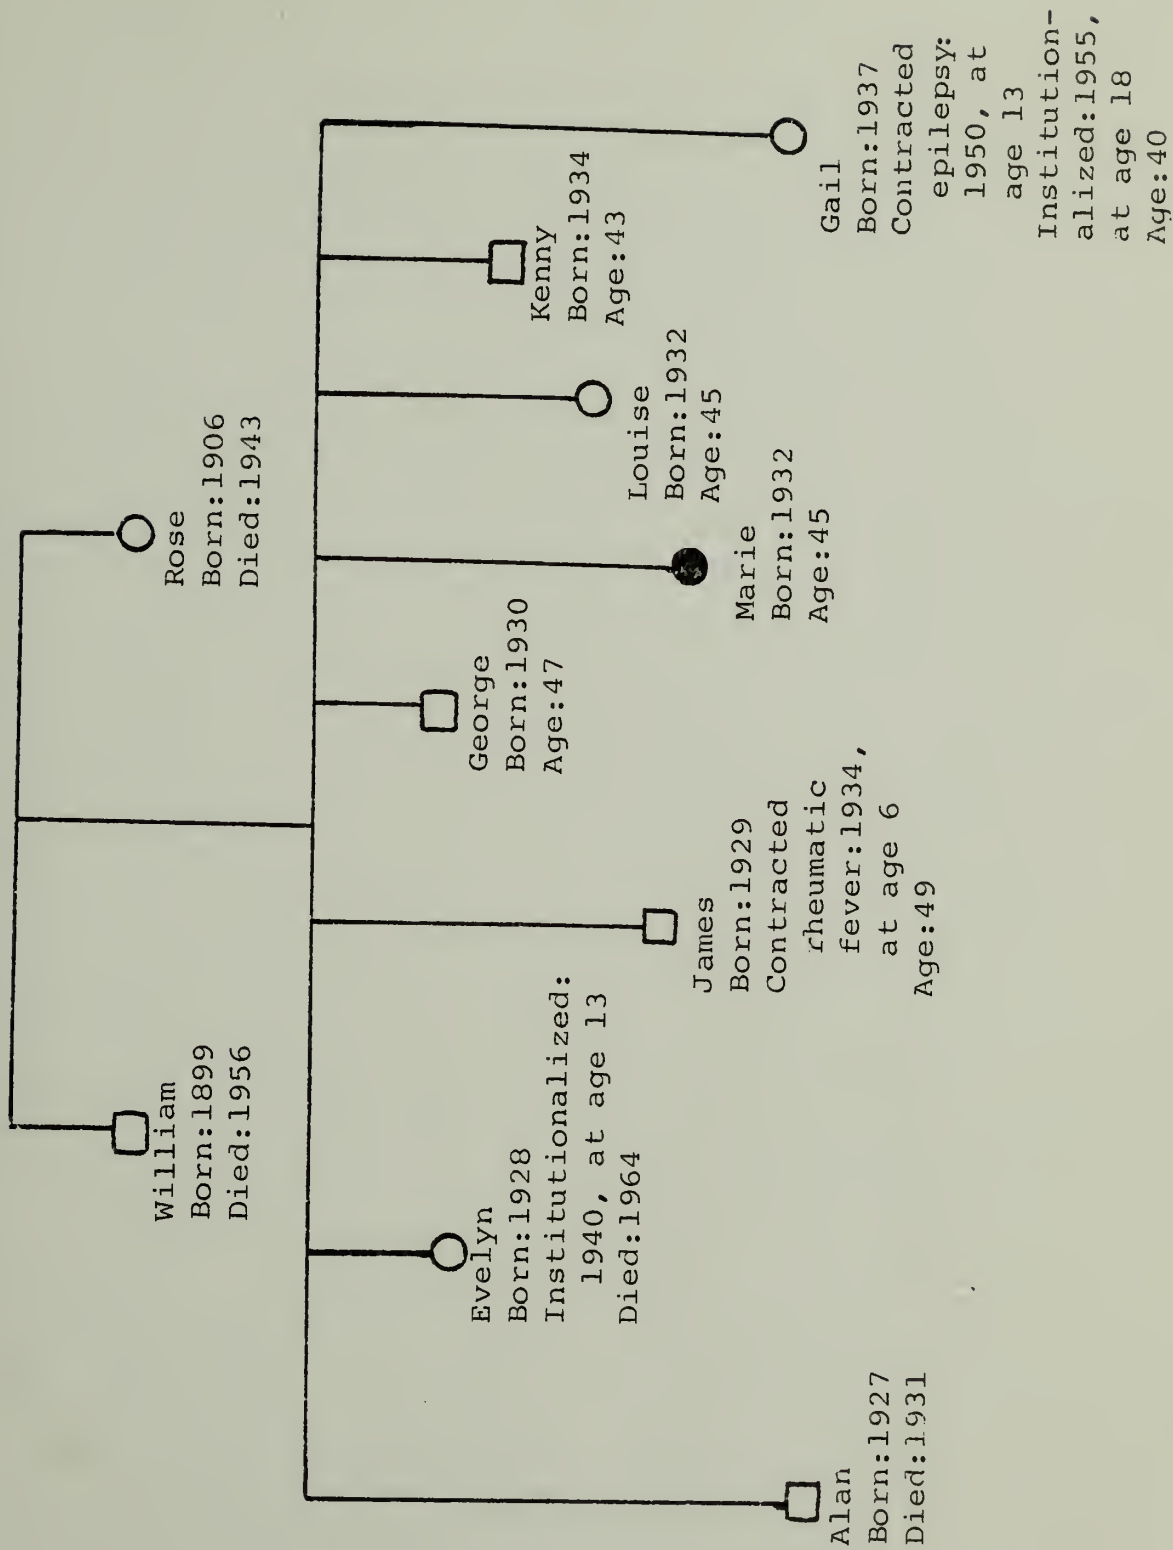 William
Born:1899
Died:1956
Rose
Born:1906
Died:1943
Alan
Born:1927
Died:1931
Evelyn
Born:1928
Institutionalized:
1940, at age 13
Died:1964
James
Born:1929
Contracted
rheumatic
fever:1934,
at age 6
Age:49
George
Born:1930
Age:47
Marie
Born:1932
Age:45
Louise
Born:1932
Age:45
Kenny
Born:1934
Age:43
Gail
Born:1937
Contracted
epilepsy:
1950, at
age 13
Institution-
alized:1955,
at age 18
Age:40